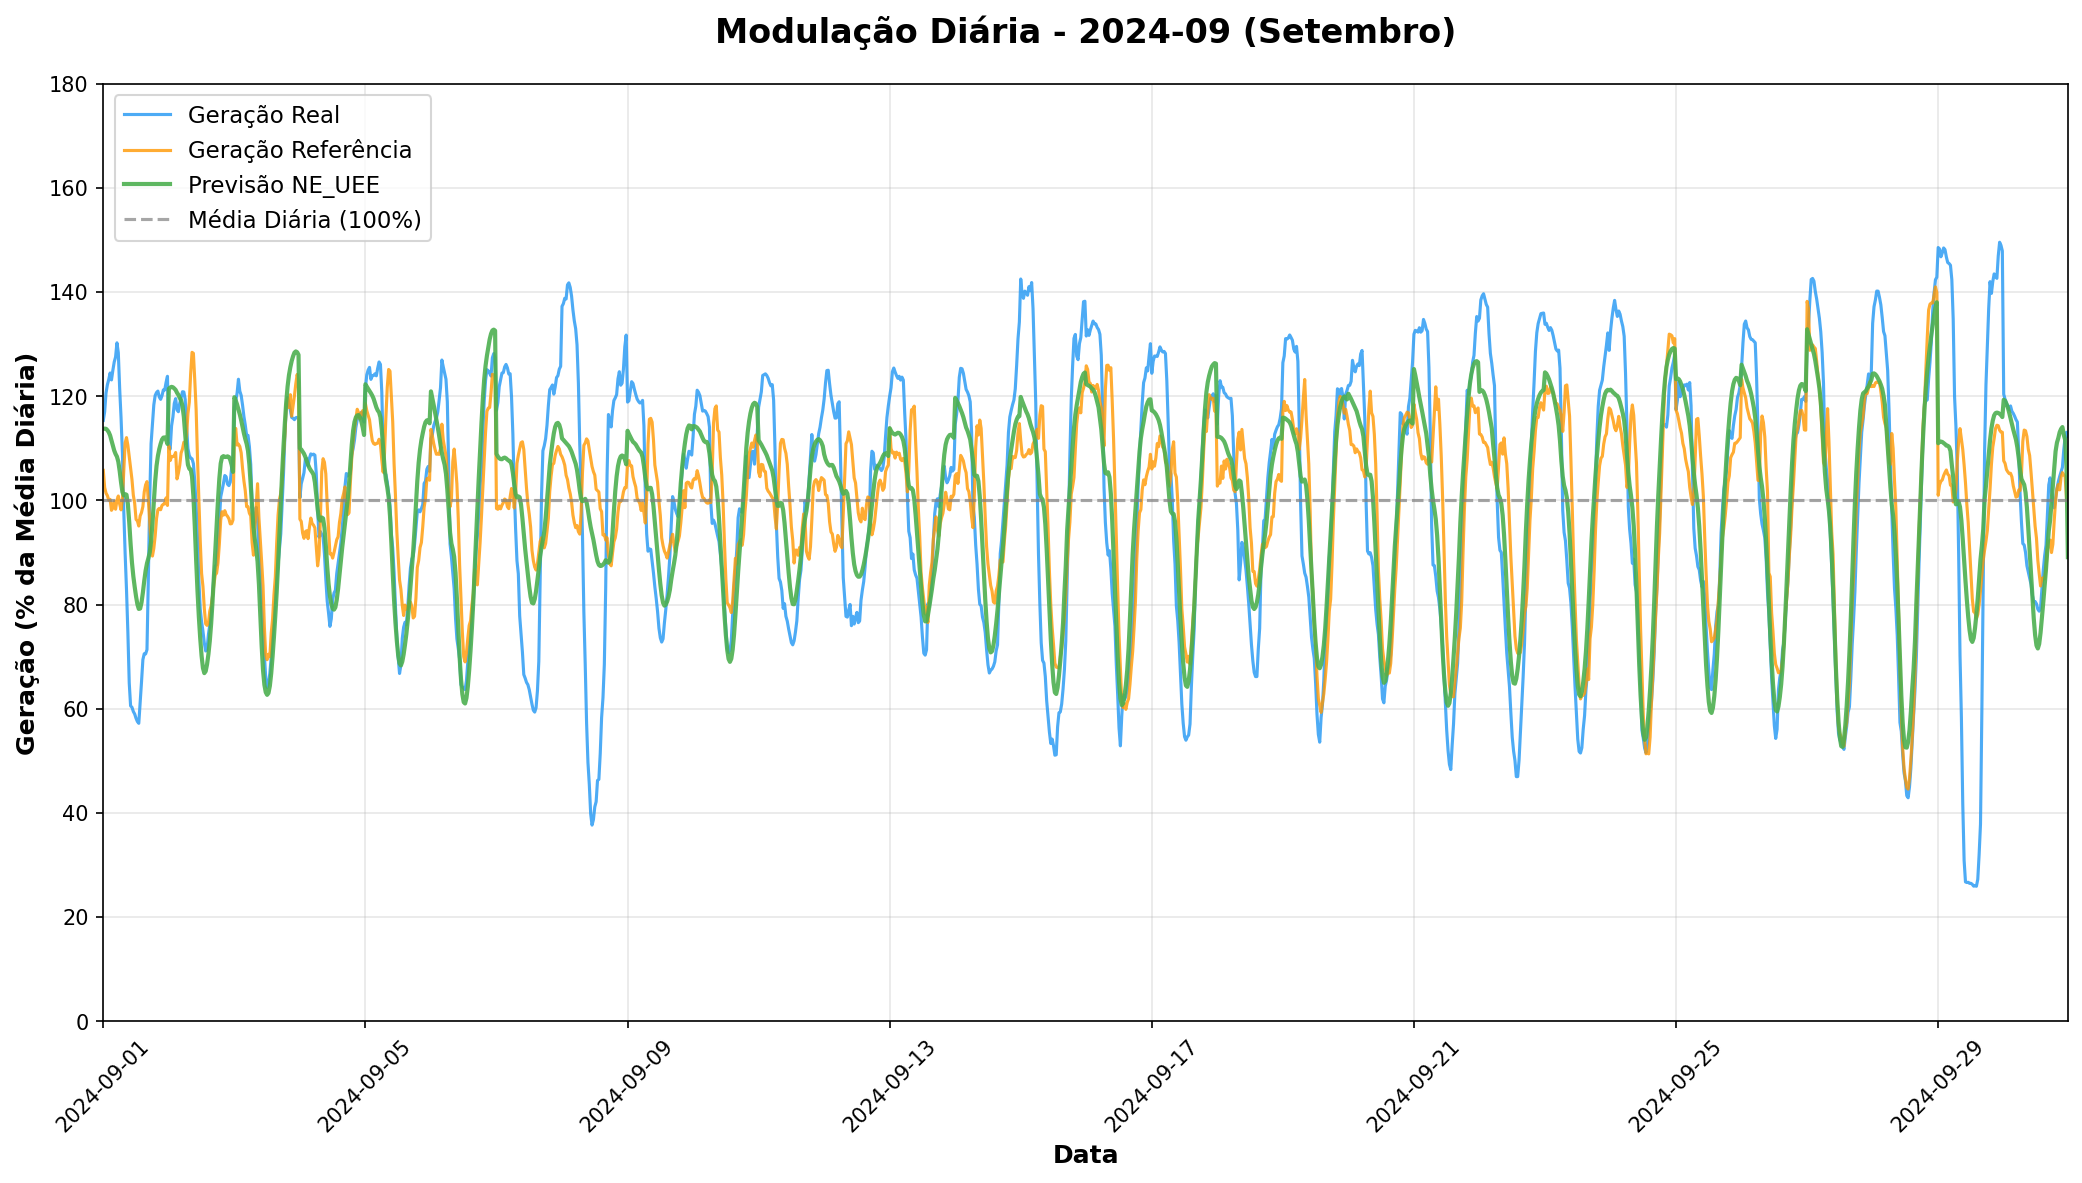 Modulação Diária - 2024-09 (Setembro)
180
160
140
120
100
80
60
40
20
0
Geração (% da Média Diária)
Geração Real
Geração Referência
Previsão NE_UEE
Média Diária (100%)
2024-09-01
2024-09-05
2024-09-09
2024-09-13
2024-09-17
2024-09-21
2024-09-25
2024-09-29
Data